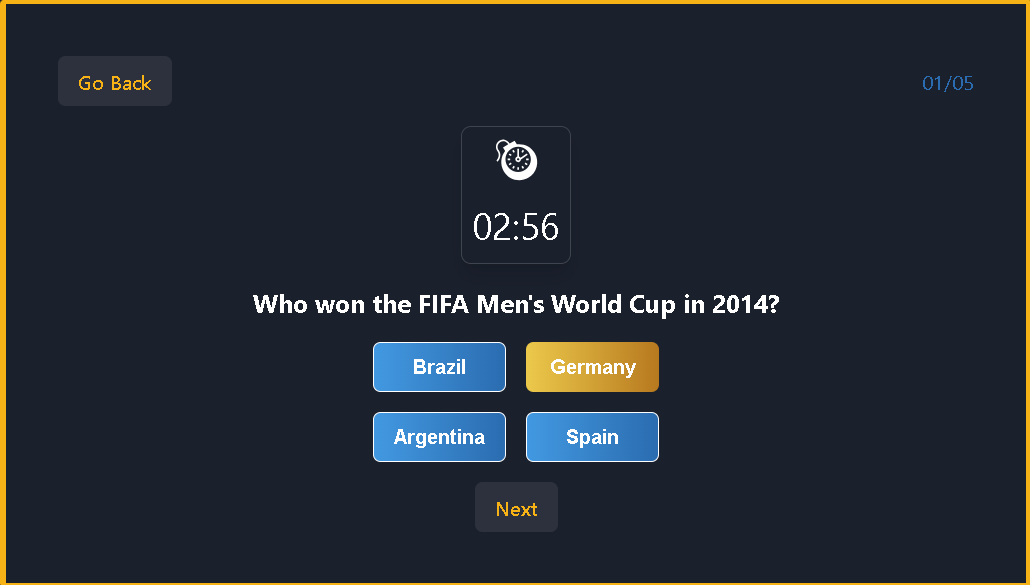 Go Back
01/05
02:56
Who won the FIFA Men's World Cup in 2014?
Brazil
Germany
Argentina
Spain
Next